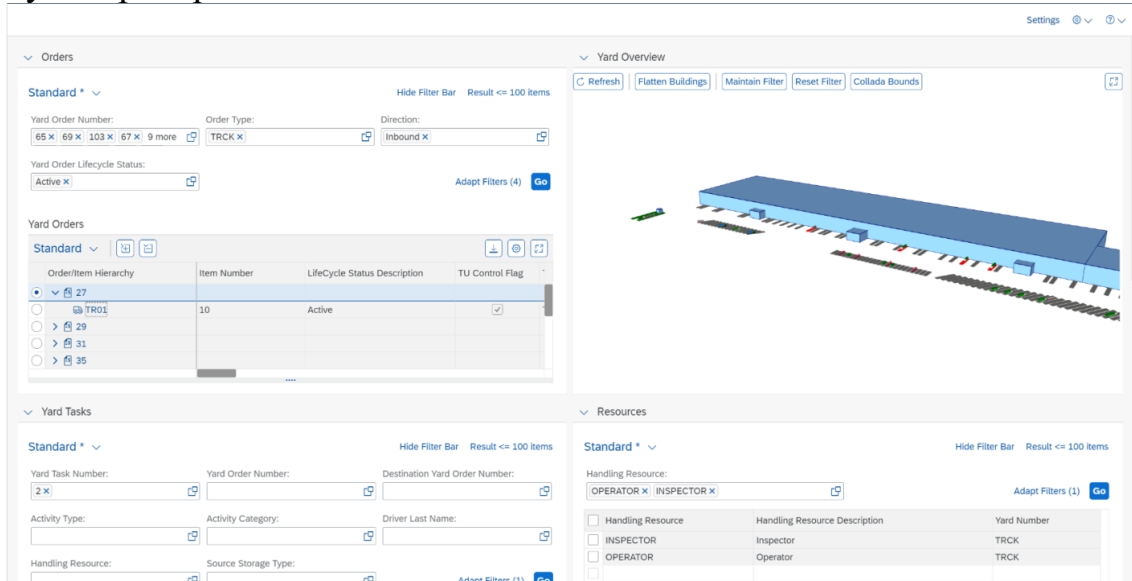 Settings
Orders
Standard *
Hide Filter Bar Result <= 100 items
Yard Order Number: Order Type: Direction:
65 × 69 × 103 × 67 × 9 more TRCK × Inbound ×
Yard Order Lifecycle Status:
Active ×
Adapt Filters (4) Go
Yard Orders
Standard
Order/Item Hierarchy Item Number LifeCycle Status Description TU Control Flag
27
TR01 10 Active
29
31
35
Yard Overview
Refresh Flatten Buildings Maintain Filter Reset Filter Collada Bounds
Yard Tasks
Standard *
Hide Filter Bar Result <= 100 items
Yard Task Number: Yard Order Number: Destination Yard Order Number:
2 ×
Activity Type: Activity Category: Driver Last Name:
Handling Resource: Source Storage Type:
Adapt Filters (1) Go
Resources
Standard *
Hide Filter Bar Result <= 100 items
Handling Resource:
OPERATOR × INSPECTOR ×
Adapt Filters (1) Go
Handling Resource Handling Resource Description Yard Number
INSPECTOR Inspector TRCK
OPERATOR Operator TRCK